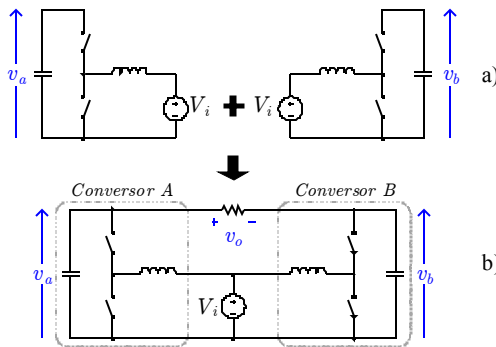 v_a V_i + V_i v_b a)
Conversor A Conversor B
+ v_o -
v_a V_i v_b b)